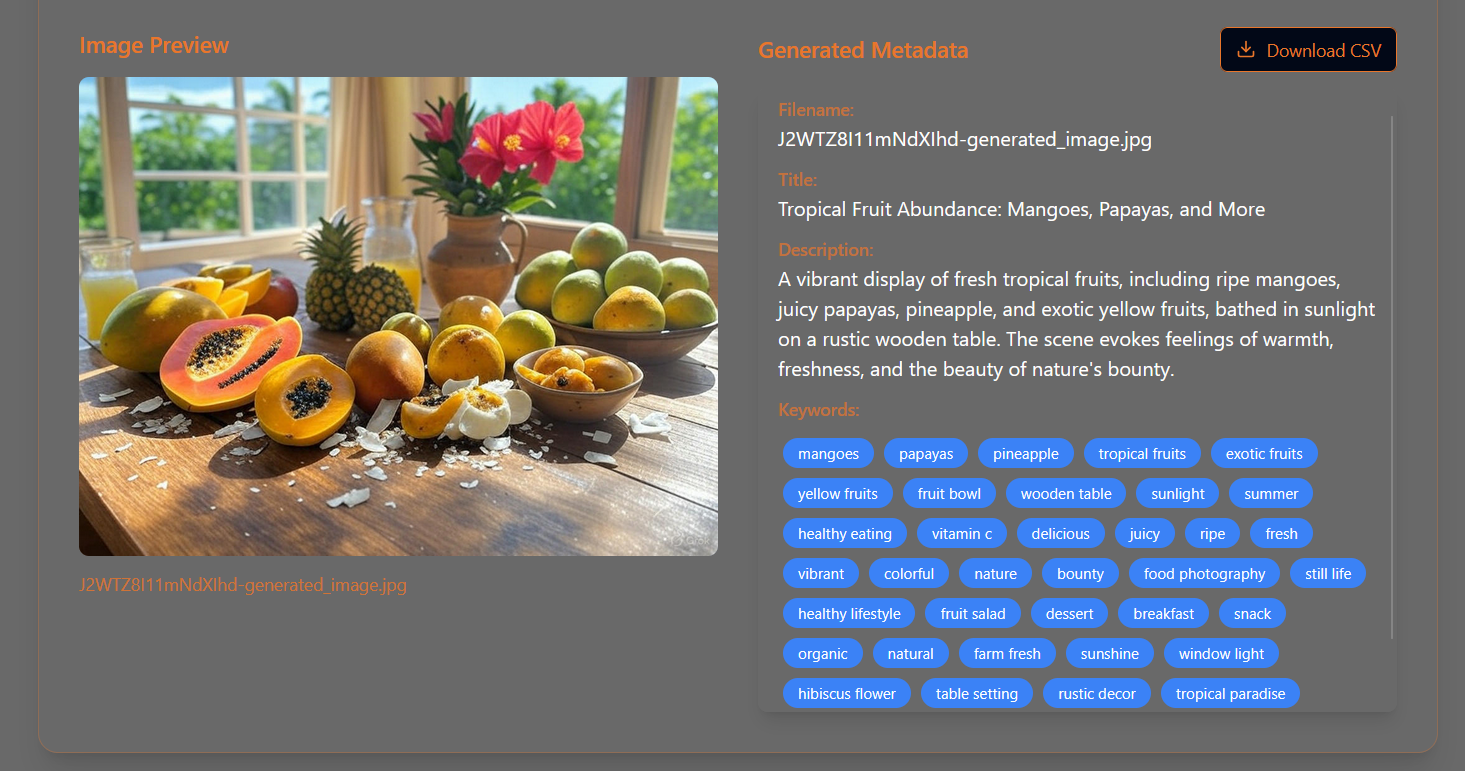 Image Preview
Generated Metadata
Download CSV
Filename:
J2WTZ8I11mNdXIhd-generated_image.jpg
Title:
Tropical Fruit Abundance: Mangoes, Papayas, and More
Description:
A vibrant display of fresh tropical fruits, including ripe mangoes,
juicy papayas, pineapple, and exotic yellow fruits, bathed in sunlight
on a rustic wooden table. The scene evokes feelings of warmth,
freshness, and the beauty of nature's bounty.
Keywords:
mangoes papayas pineapple tropical fruits exotic fruits
yellow fruits fruit bowl wooden table sunlight summer
healthy eating vitamin c delicious juicy ripe fresh
vibrant colorful nature bounty food photography still life
healthy lifestyle fruit salad dessert breakfast snack
organic natural farm fresh sunshine window light
hibiscus flower table setting rustic decor tropical paradise
J2WTZ8I11mNdXIhd-generated_image.jpg